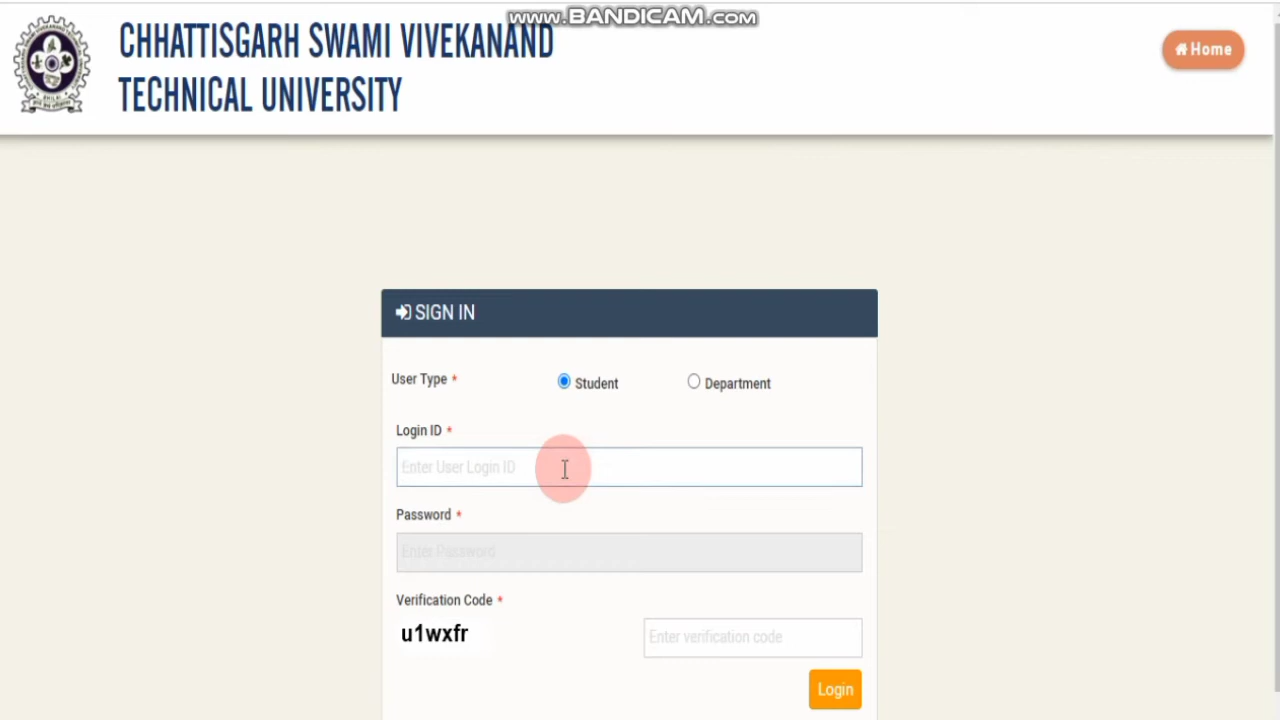 www.BANDICAM.com
CHHATTISGARH SWAMI VIVEKANAND
TECHNICAL UNIVERSITY
Home
SIGN IN
User Type *
Student
Department
Login ID *
Enter User Login ID
Password *
Enter Password
Verification Code *
u1wxfr
Enter verification code
Login